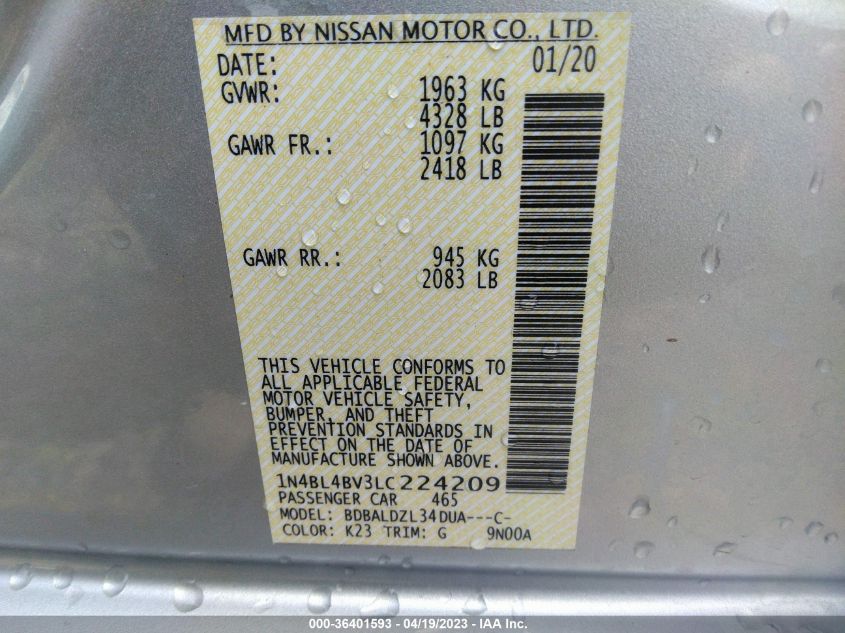 MFD BY NISSAN MOTOR CO., LTD.
DATE: 01/20
GVWR: 1963 KG
4328 LB
GAWR FR.: 1097 KG
2418 LB
GAWR RR.: 945 KG
2083 LB
THIS VEHICLE CONFORMS TO
ALL APPLICABLE FEDERAL
MOTOR VEHICLE SAFETY,
BUMPER, AND THEFT
PREVENTION STANDARDS IN
EFFECT ON THE DATE OF
MANUFACTURE SHOWN ABOVE.
1N4BL4BV3LC224209
PASSENGER CAR 465
MODEL: BDBALDZL34DUA---C-
COLOR: K23 TRIM: G 9N00A
000-36401593 - 04/19/2023 - IAA Inc.